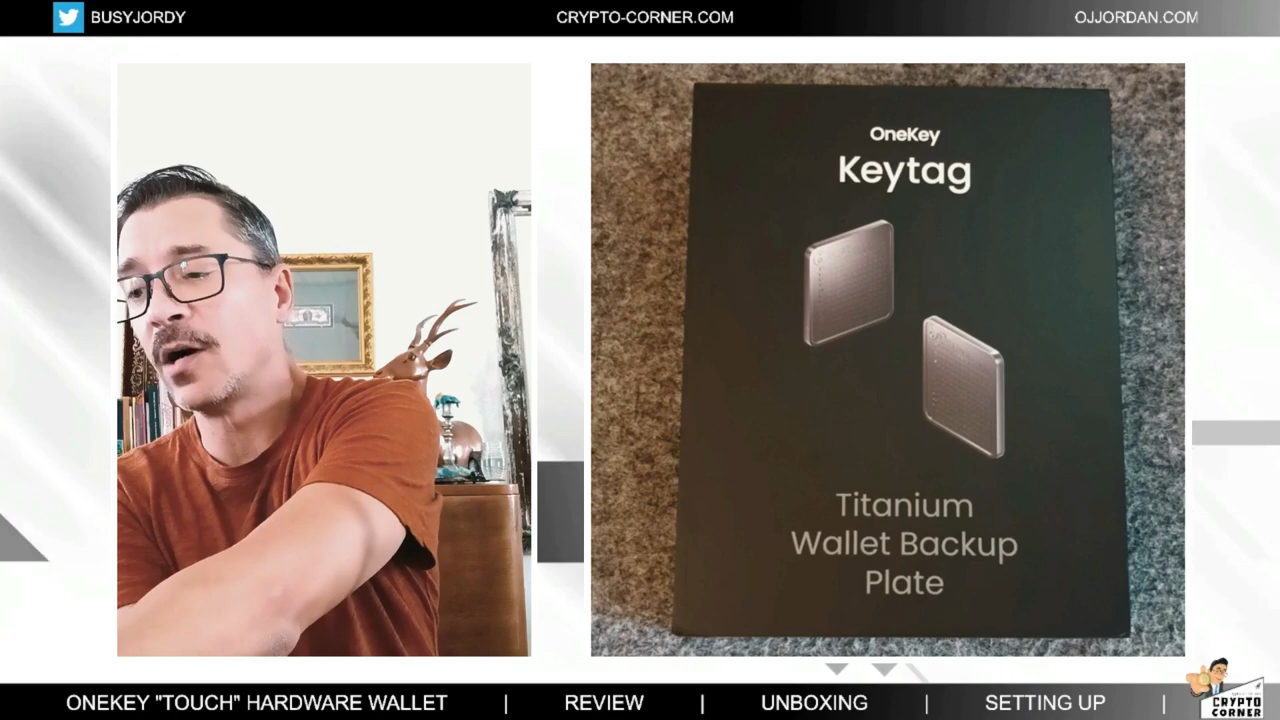 BUSYJORDY
CRYPTO-CORNER.COM
OJJORDAN.COM
OneKey
Keytag
Titanium
Wallet Backup
Plate
ONEKEY "TOUCH" HARDWARE WALLET | REVIEW | UNBOXING | SETTING UP |
CRYPTO
CORNER